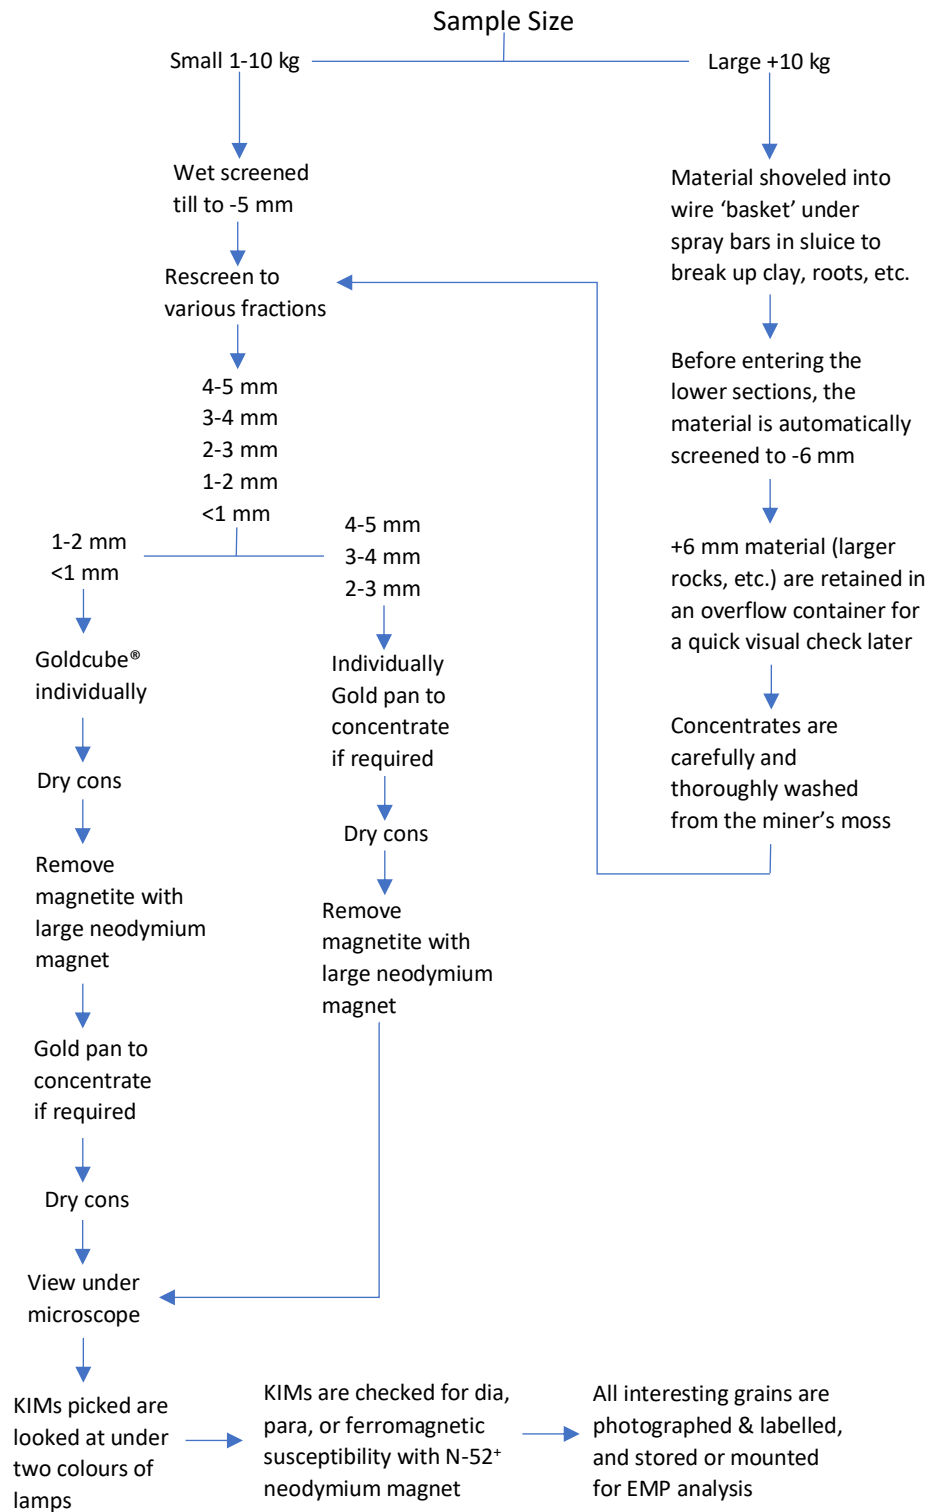 Sample Size
Small 1-10 kg
Large +10 kg
Wet screened
till to -5 mm
Rescreen to
various fractions
4-5 mm
3-4 mm
2-3 mm
1-2 mm
<1 mm
1-2 mm
<1 mm
Goldcube®
individually
Dry cons
Remove
magnetite with
large neodymium
magnet
Gold pan to
concentrate
if required
Dry cons
View under
microscope
4-5 mm
3-4 mm
2-3 mm
Individually
Gold pan to
concentrate
if required
Dry cons
Remove
magnetite with
large neodymium
magnet
Material shoveled into
wire ‘basket’ under
spray bars in sluice to
break up clay, roots, etc.
Before entering the
lower sections, the
material is automatically
screened to -6 mm
+6 mm material (larger
rocks, etc.) are retained in
an overflow container for
a quick visual check later
Concentrates are
carefully and
thoroughly washed
from the miner’s moss
KIMs picked are
looked at under
two colours of
lamps
KIMs are checked for dia,
para, or ferromagnetic
susceptibility with N-52⁺
neodymium magnet
All interesting grains are
photographed & labelled,
and stored or mounted
for EMP analysis